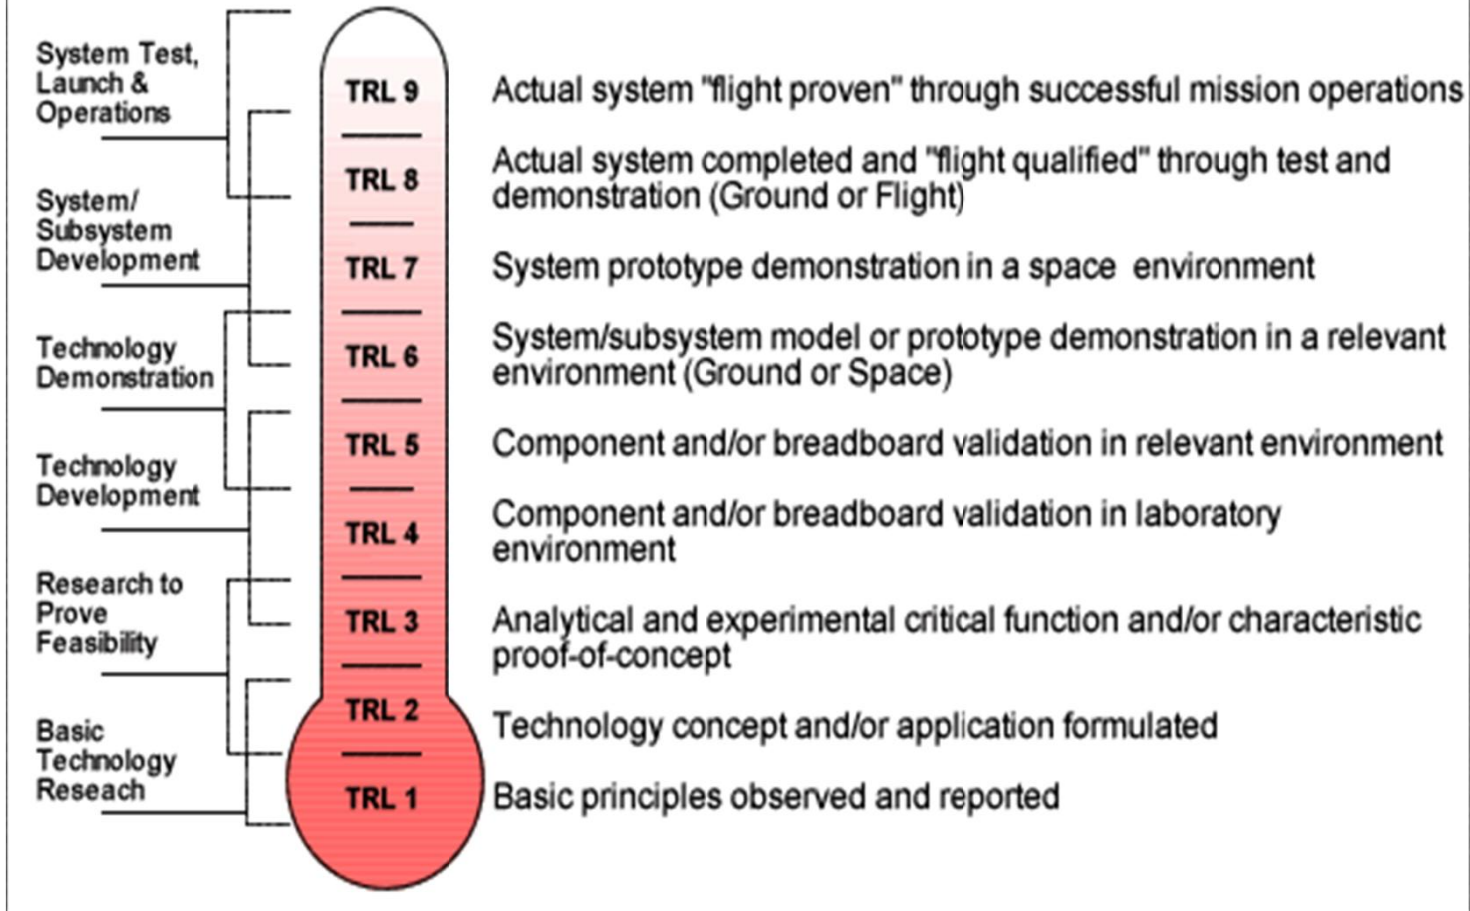 System Test,
Launch &
Operations
System/
Subsystem
Development
Technology
Demonstration
Technology
Development
Research to
Prove
Feasibility
Basic
Technology
Reseach
TRL 9
Actual system "flight proven" through successful mission operations
TRL 8
Actual system completed and "flight qualified" through test and
demonstration (Ground or Flight)
TRL 7
System prototype demonstration in a space environment
TRL 6
System/subsystem model or prototype demonstration in a relevant
environment (Ground or Space)
TRL 5
Component and/or breadboard validation in relevant environment
TRL 4
Component and/or breadboard validation in laboratory
environment
TRL 3
Analytical and experimental critical function and/or characteristic
proof-of-concept
TRL 2
Technology concept and/or application formulated
TRL 1
Basic principles observed and reported